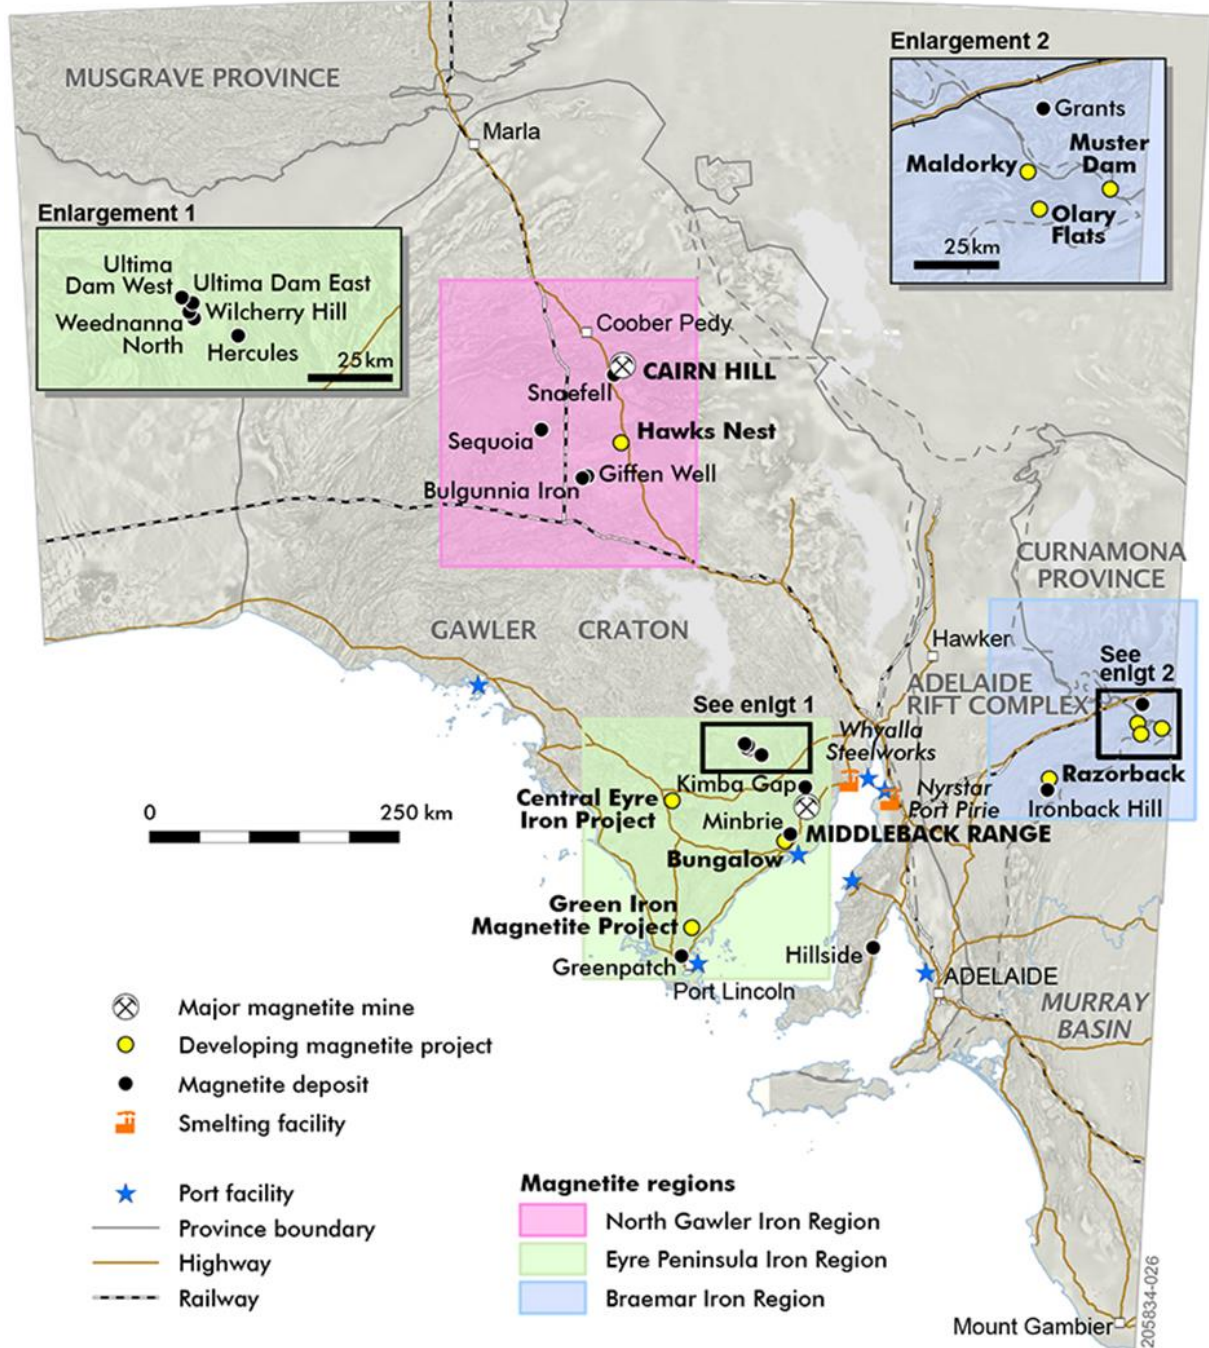 MUSGRAVE PROVINCE
Marla
Enlargement 2
Grants
Muster
Dam
Maldorky
Olary
Flats
25 km
Enlargement 1
Ultima
Dam West
Ultima Dam East
Wilcherry Hill
Weednanna
North
Hercules
25 km
Coober Pedy
CAIRN HILL
Snaefell
Hawks Nest
Sequoia
Giffen Well
Bulgunnia Iron
CURNAMONA
PROVINCE
GAWLER CRATON
Hawker
ADELAIDE
RIFT COMPLEX
See
enlgt 2
See enlgt 1
Whyalla
Steelworks
Kimba Gap
Nyrstar
Port Pirie
Razorback
Ironback Hill
Central Eyre
Iron Project
Minbrie
MIDDLEBACK RANGE
Bungalow
0 250 km
Green Iron
Magnetite Project
Greenpatch
Port Lincoln
Hillside
ADELAIDE
MURRAY
BASIN
Major magnetite mine
Developing magnetite project
Magnetite deposit
Smelting facility
Port facility
Province boundary
Highway
Railway
Magnetite regions
North Gawler Iron Region
Eyre Peninsula Iron Region
Braemar Iron Region
Mount Gambier
205834-026